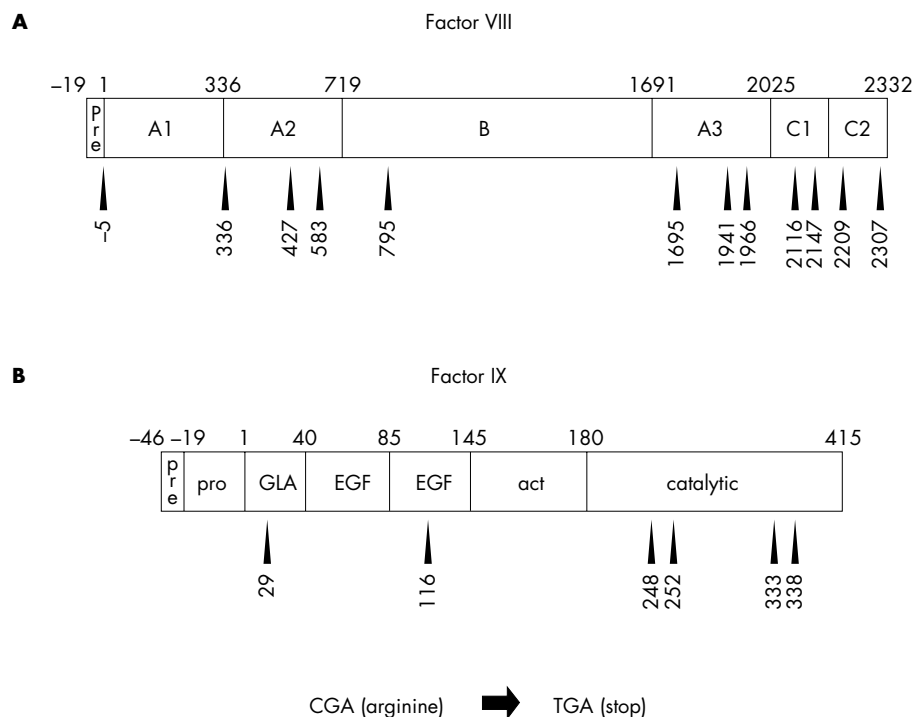 A
Factor VIII
–19 1 336 719 1691 2025 2332
Pre A1 A2 B A3 C1 C2
–5 336 427 583 795 1695 1941 1966 2116 2147 2209 2307
B
Factor IX
–46 –19 1 40 85 145 180 415
pre pro GLA EGF EGF act catalytic
29 116 248 252 333 338
CGA (arginine) TGA (stop)